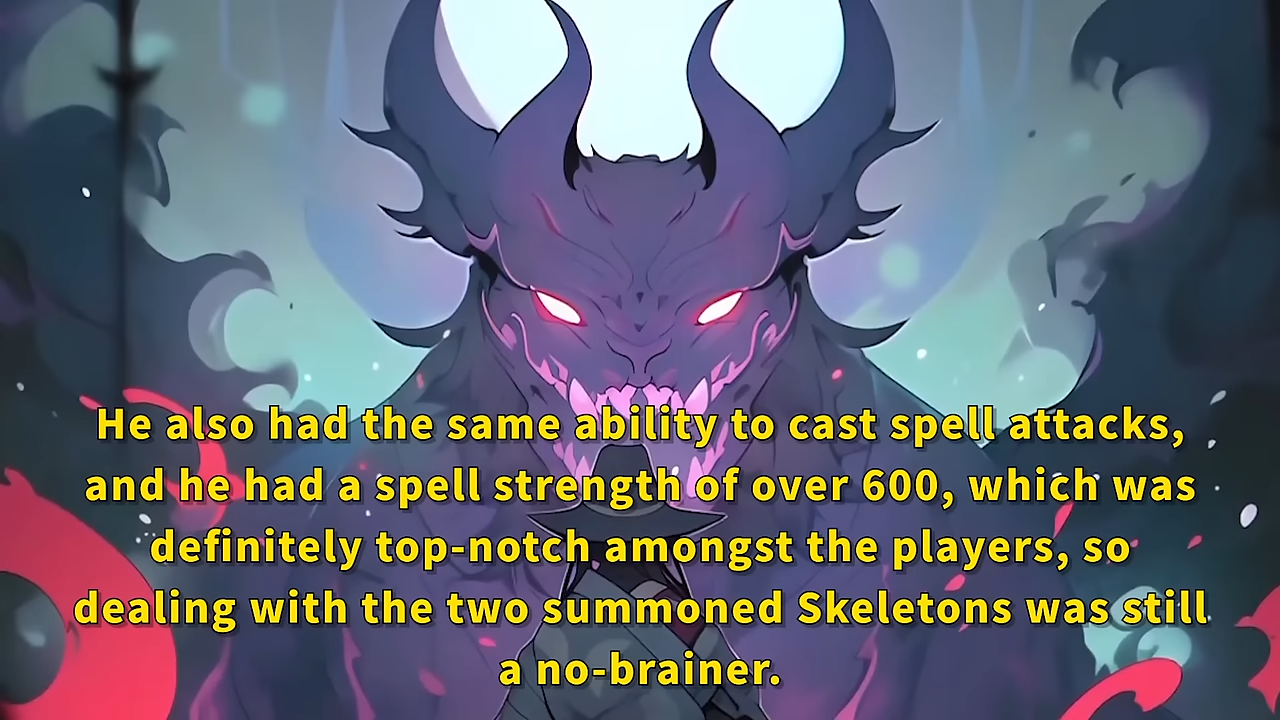 He also had the same ability to cast spell attacks,
and he had a spell strength of over 600, which was
definitely top-notch amongst the players, so
dealing with the two summoned Skeletons was still
a no-brainer.